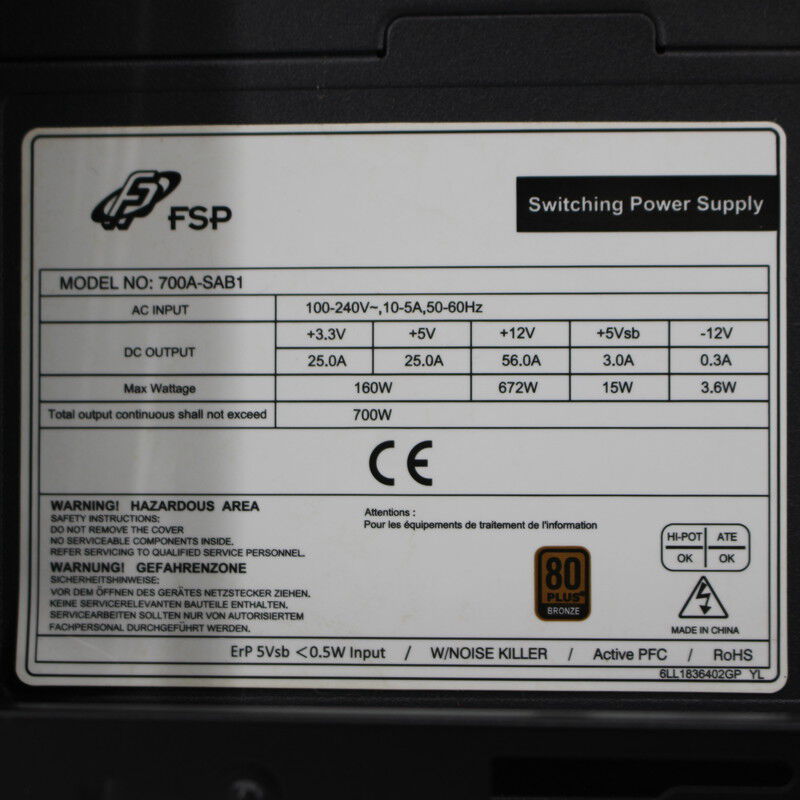 FSP
Switching Power Supply
MODEL NO: 700A-SAB1
AC INPUT 100-240V~,10-5A,50-60Hz
DC OUTPUT +3.3V +5V +12V +5Vsb -12V
25.0A 25.0A 56.0A 3.0A 0.3A
Max Wattage 160W 672W 15W 3.6W
Total output continuous shall not exceed 700W
CE
WARNING! HAZARDOUS AREA
SAFETY INSTRUCTIONS:
DO NOT REMOVE THE COVER
NO SERVICEABLE COMPONENTS INSIDE.
REFER SERVICING TO QUALIFIED SERVICE PERSONNEL.
WARNUNG! GEFAHRENZONE
SICHERHEITSHINWEISE:
VOR DEM ÖFFNEN DES GERÄTES NETZSTECKER ZIEHEN.
KEINE SERVICERELEVANTEN BAUTEILE ENTHALTEN.
SERVICEARBEITEN SOLLTEN NUR VON AUTORISIERTEM
FACHPERSONAL DURCHGEFÜHRT WERDEN.
Attentions :
Pour les équipements de traitement de l'information
80
PLUS
BRONZE
HI-POT ATE
OK OK
MADE IN CHINA
ErP 5Vsb <0.5W Input / W/NOISE KILLER / Active PFC / RoHS
6LL1836402GP YL